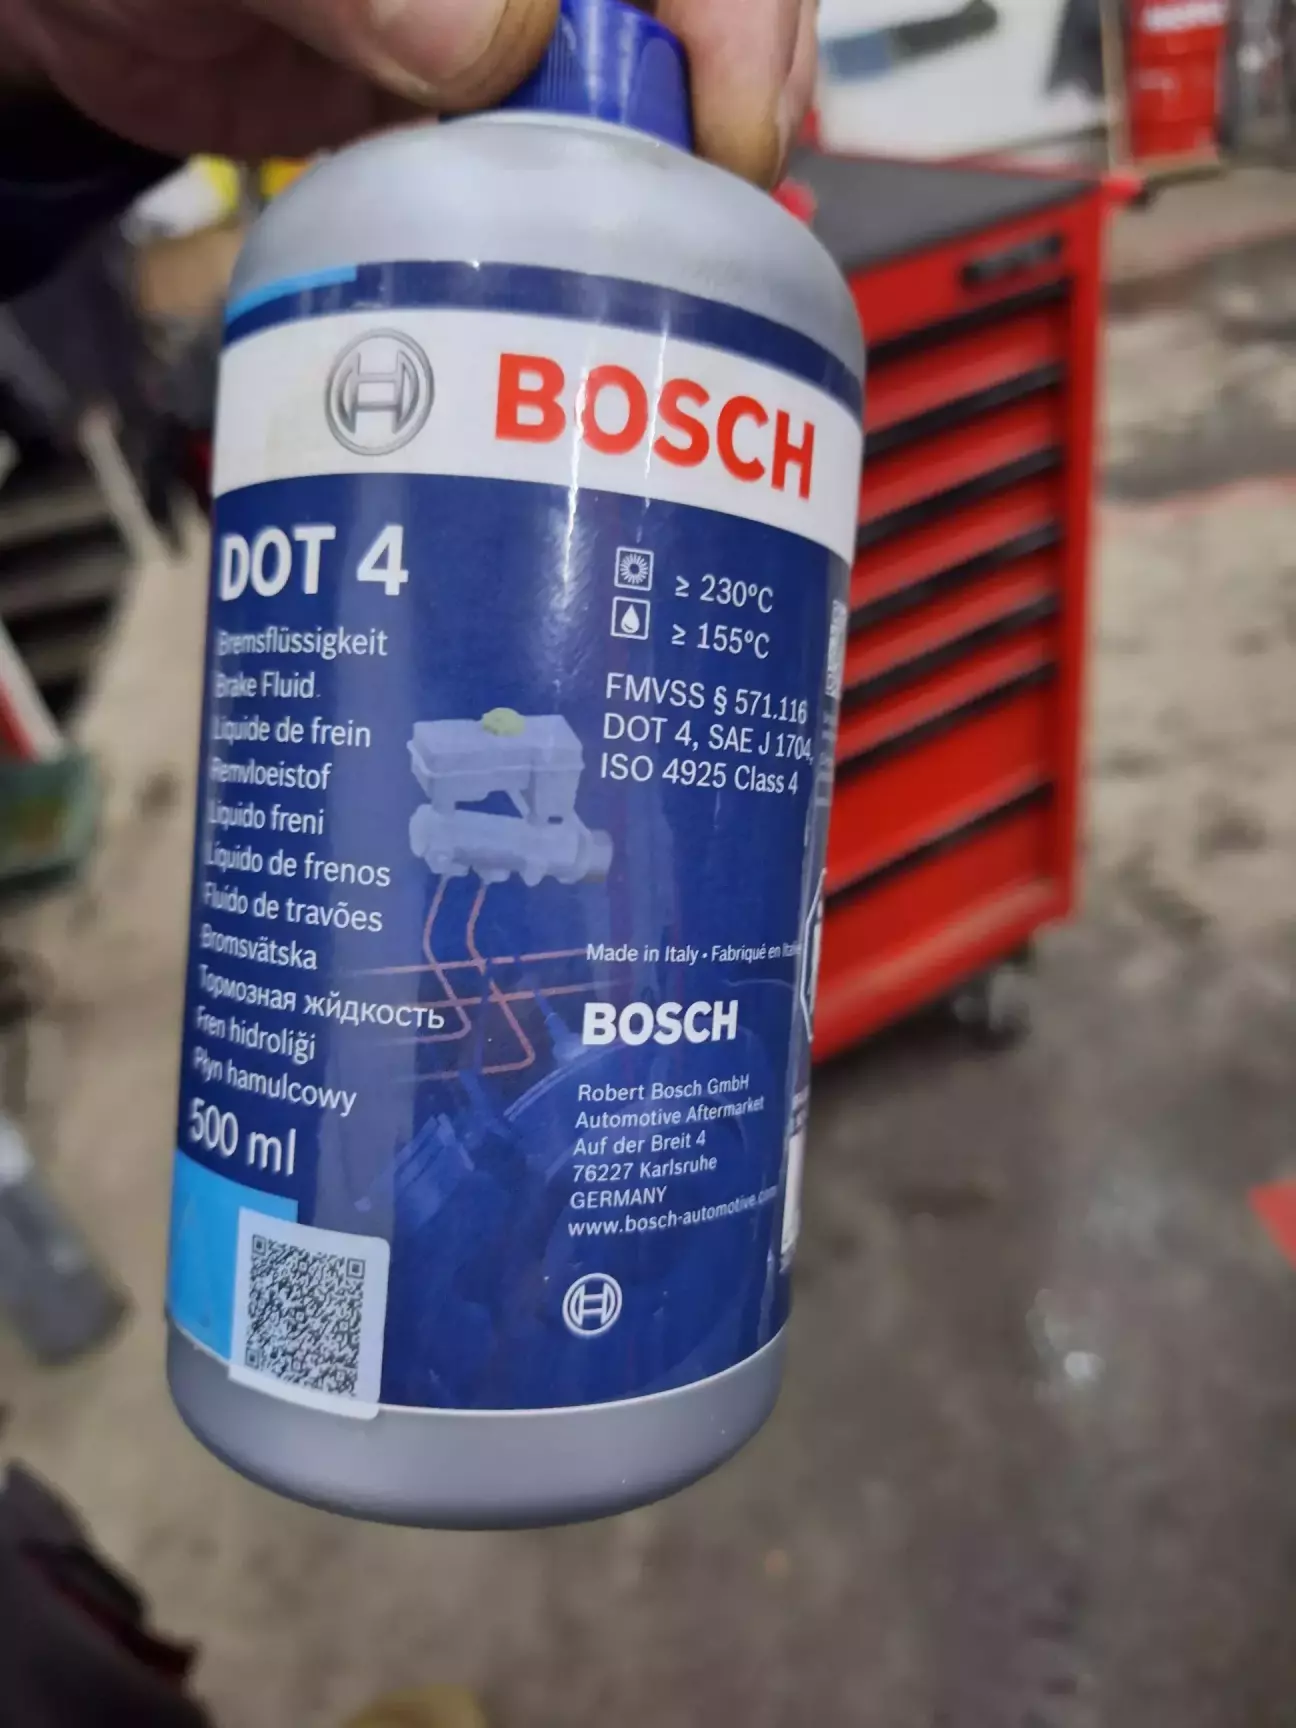 BOSCH
DOT 4
Bremsflüssigkeit
Brake Fluid
Liquide de frein
Remvloeistof
Liquido freni
Líquido de frenos
Fluído de travões
Bromsvätska
Тормозная жйдкость
Fren hidroliği
Płyn hamulcowy
500 ml
≥ 230°C
≥ 155°C
FMVSS § 571.116
DOT 4, SAE J 1704,
ISO 4925 Class 4
Made in Italy • Fabriqué en
BOSCH
Robert Bosch GmbH
Automotive Aftermarket
Auf der Breit 4
76227 Karlsruhe
GERMANY
www.bosch-automotive.com